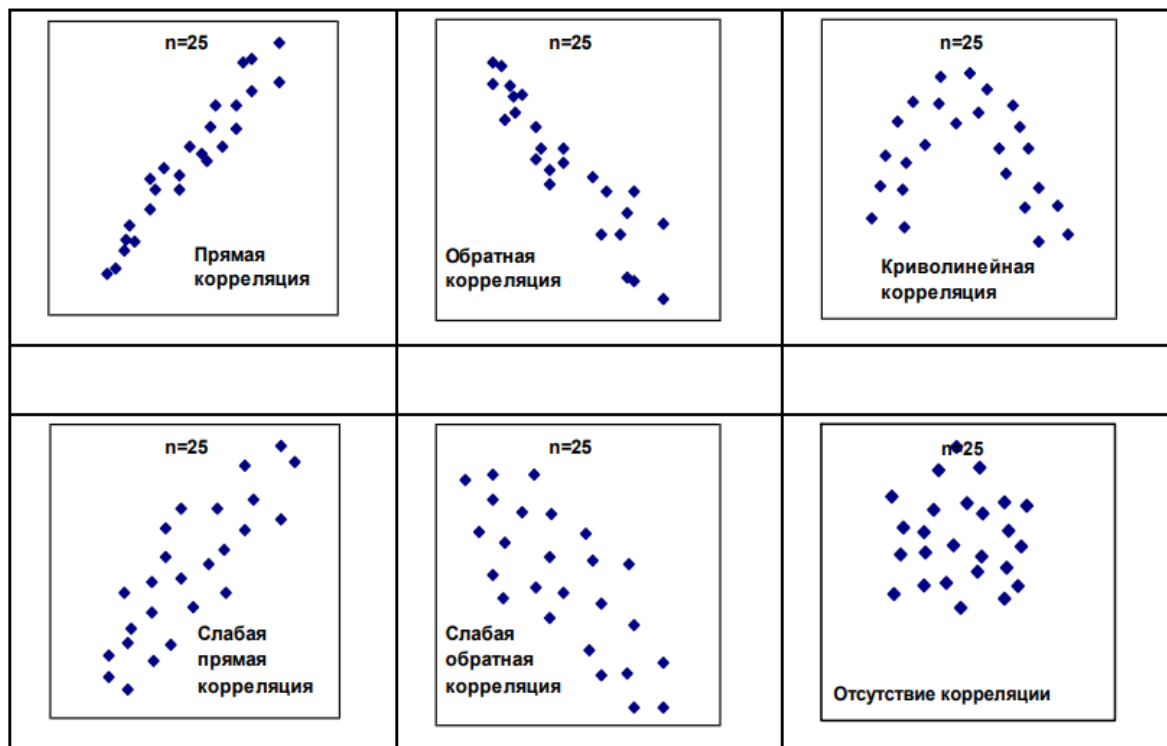 n=25
Прямая
корреляция
n=25
Обратная
корреляция
n=25
Криволинейная
корреляция
n=25
Слабая
прямая
корреляция
n=25
Слабая
обратная
корреляция
n=25
Отсутствие корреляции